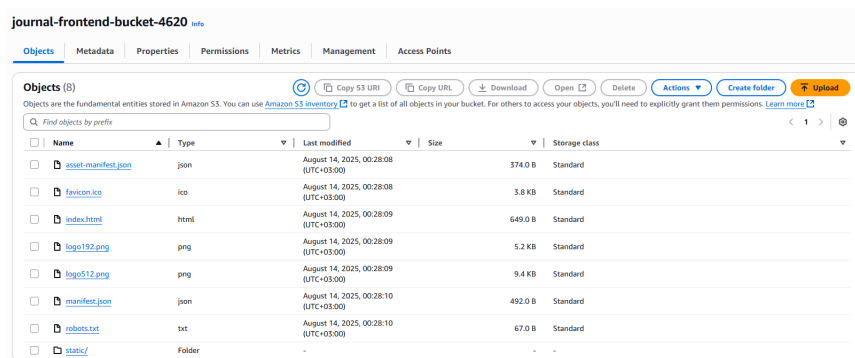 journal-frontend-bucket-4620 Info
Objects Metadata Properties Permissions Metrics Management Access Points
Objects (8)
Copy S3 URI Copy URL Download Open Delete Actions Create folder Upload
Objects are the fundamental entities stored in Amazon S3. You can use Amazon S3 inventory to get a list of all objects in your bucket. For others to access your objects, you'll need to explicitly grant them permissions. Learn more
Find objects by prefix
1
Name Type Last modified Size Storage class
asset-manifest.json json August 14, 2025, 00:28:08 (UTC+03:00) 374.0 B Standard
favicon.ico ico August 14, 2025, 00:28:08 (UTC+03:00) 3.8 KB Standard
index.html html August 14, 2025, 00:28:09 (UTC+03:00) 649.0 B Standard
logo192.png png August 14, 2025, 00:28:09 (UTC+03:00) 5.2 KB Standard
logo512.png png August 14, 2025, 00:28:09 (UTC+03:00) 9.4 KB Standard
manifest.json json August 14, 2025, 00:28:10 (UTC+03:00) 492.0 B Standard
robots.txt txt August 14, 2025, 00:28:10 (UTC+03:00) 67.0 B Standard
static/ Folder - - -